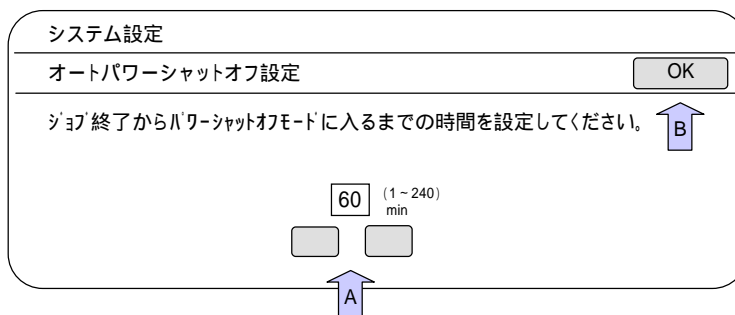 システム設定
オートパワーシャットオフ設定
OK
ｼﾞｮﾌﾞ終了からﾊﾟﾜｰｼｬｯﾄｵﾌﾓｰﾄﾞに入るまでの時間を設定してください。
B
60
(1~240)
min
A